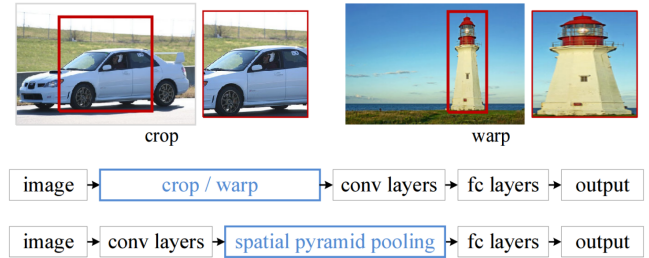 crop
warp
image
crop / warp
conv layers
fc layers
output
image
conv layers
spatial pyramid pooling
fc layers
output